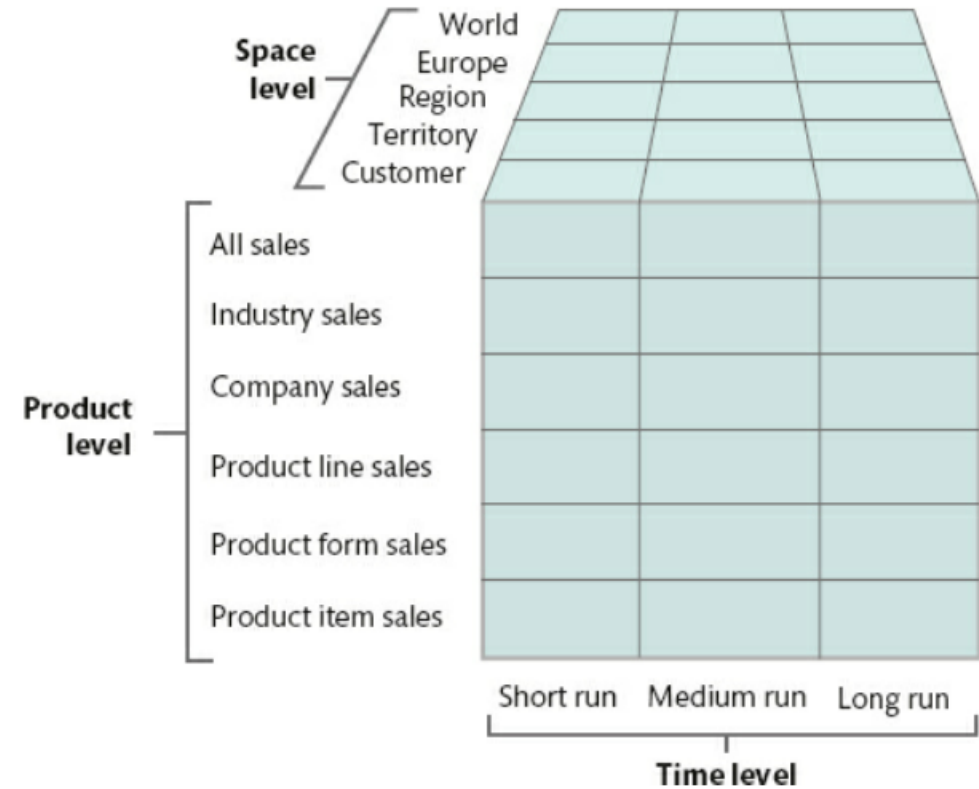 World
Space
level
Europe
Region
Territory
Customer
All sales
Industry sales
Company sales
Product
level
Product line sales
Product form sales
Product item sales
Short run Medium run Long run
Time level